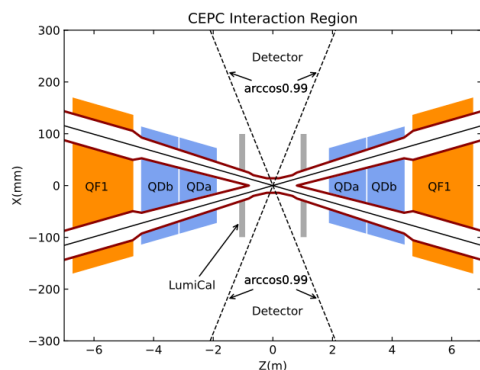 CEPC Interaction Region
300
200
100
0
−100
−200
−300
X(mm)
Detector
arccos0.99
QF1
QDb
QDa
QDa
QDb
QF1
LumiCal
arccos0.99
Detector
−6
−4
−2
0
2
4
6
Z(m)